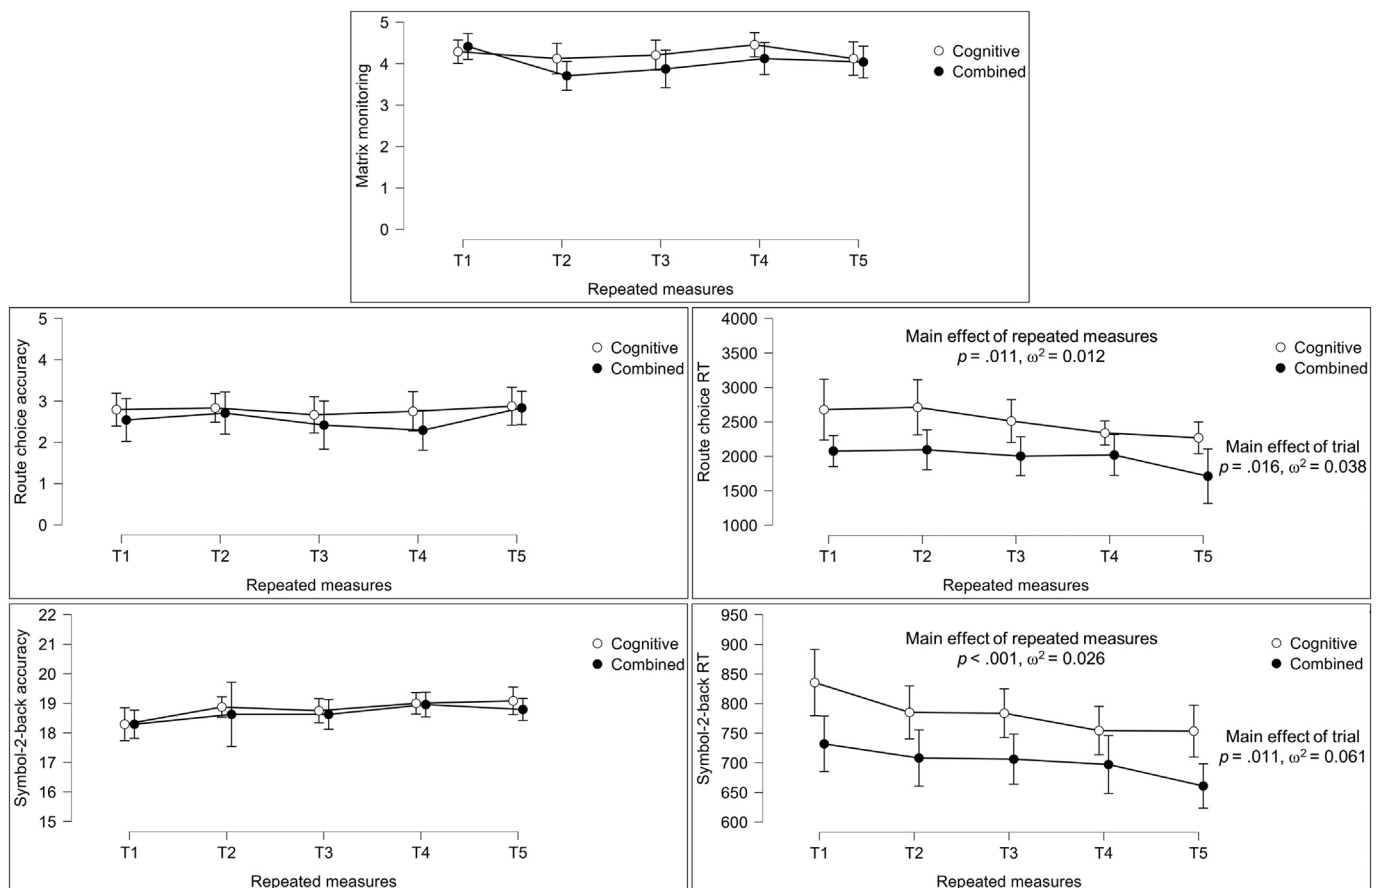 5
4
3
2
1
0
Matrix monitoring
T1 T2 T3 T4 T5
Repeated measures
Cognitive
Combined
5
4
3
2
1
0
Route choice accuracy
T1 T2 T3 T4 T5
Repeated measures
Cognitive
Combined
4000
3500
3000
2500
2000
1500
1000
Route choice RT
T1 T2 T3 T4 T5
Repeated measures
Main effect of repeated measures
p = .011, ω² = 0.012
Cognitive
Combined
Main effect of trial
p = .016, ω² = 0.038
22
21
20
19
18
17
16
15
Symbol-2-back accuracy
T1 T2 T3 T4 T5
Repeated measures
Cognitive
Combined
950
900
850
800
750
700
650
600
Symbol-2-back RT
T1 T2 T3 T4 T5
Repeated measures
Main effect of repeated measures
p < .001, ω² = 0.026
Cognitive
Combined
Main effect of trial
p = .011, ω² = 0.061